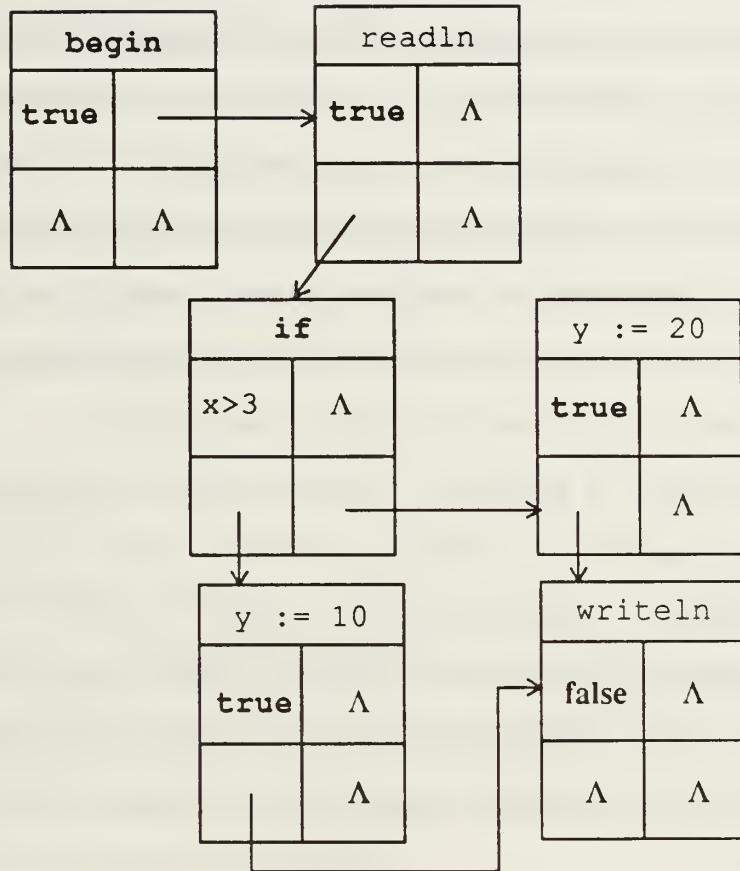 begin
readln
true
true Λ
Λ Λ
Λ
if
y := 20
x>3 Λ
true Λ
Λ
y := 10
writeln
true Λ
false Λ
Λ
Λ Λ